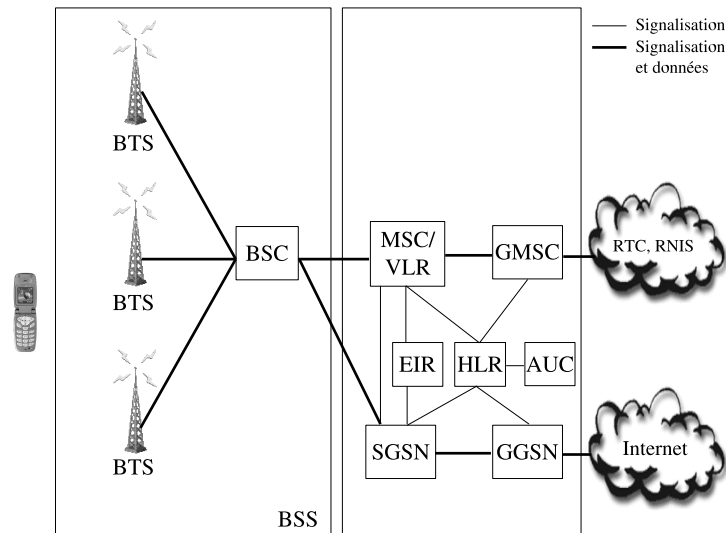 Signalisation
Signalisation
et données
BTS
BTS
BTS
BSC
BSS
MSC/
VLR
GMSC
RTC, RNIS
EIR
HLR
AUC
SGSN
GGSN
Internet